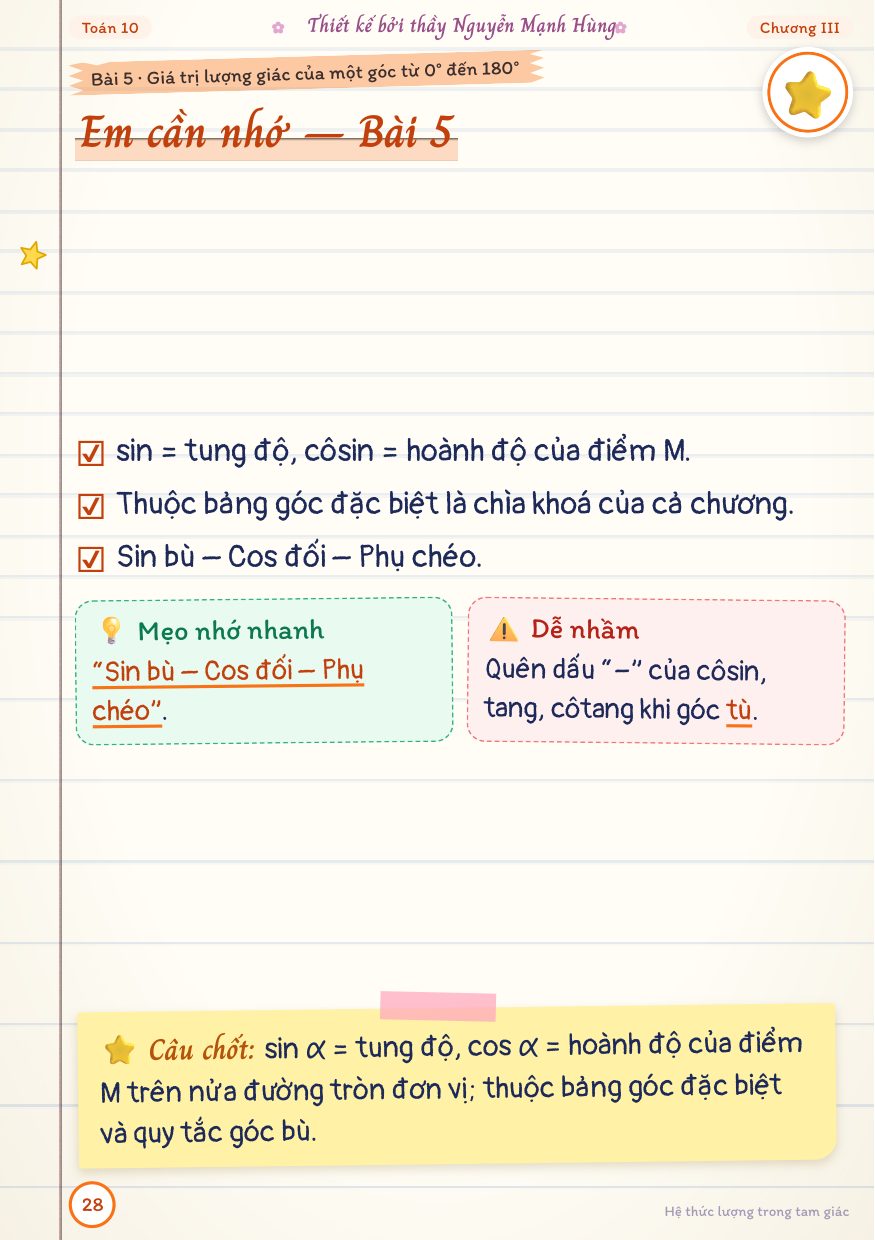 Toán 10
Thiết kế bởi thầy Nguyễn Mạnh Hùng
Chương III
Bài 5 · Giá trị lượng giác của một góc từ 0° đến 180°
Em cần nhớ — Bài 5
sin = tung độ, côsin = hoành độ của điểm M.
Thuộc bảng góc đặc biệt là chìa khoá của cả chương.
Sin bù – Cos đối – Phụ chéo.
Mẹo nhớ nhanh
“Sin bù – Cos đối – Phụ
chéo”.
Dễ nhầm
Quên dấu “−” của côsin,
tang, côtang khi góc tù.
Câu chốt: sin α = tung độ, cos α = hoành độ của điểm
M trên nửa đường tròn đơn vị; thuộc bảng góc đặc biệt
và quy tắc góc bù.
28
Hệ thức lượng trong tam giác